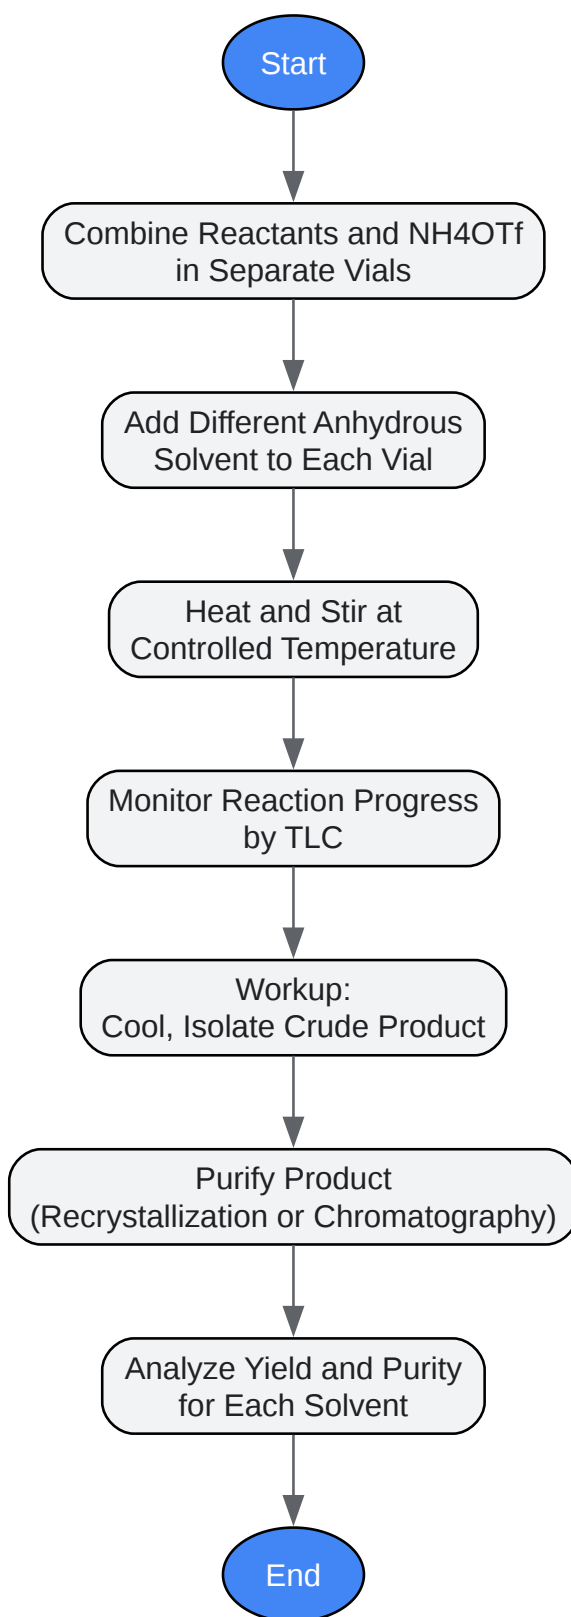 Start
Combine Reactants and NH4OTf
in Separate Vials
Add Different Anhydrous
Solvent to Each Vial
Heat and Stir at
Controlled Temperature
Monitor Reaction Progress
by TLC
Workup:
Cool, Isolate Crude Product
Purify Product
(Recrystallization or Chromatography)
Analyze Yield and Purity
for Each Solvent
End